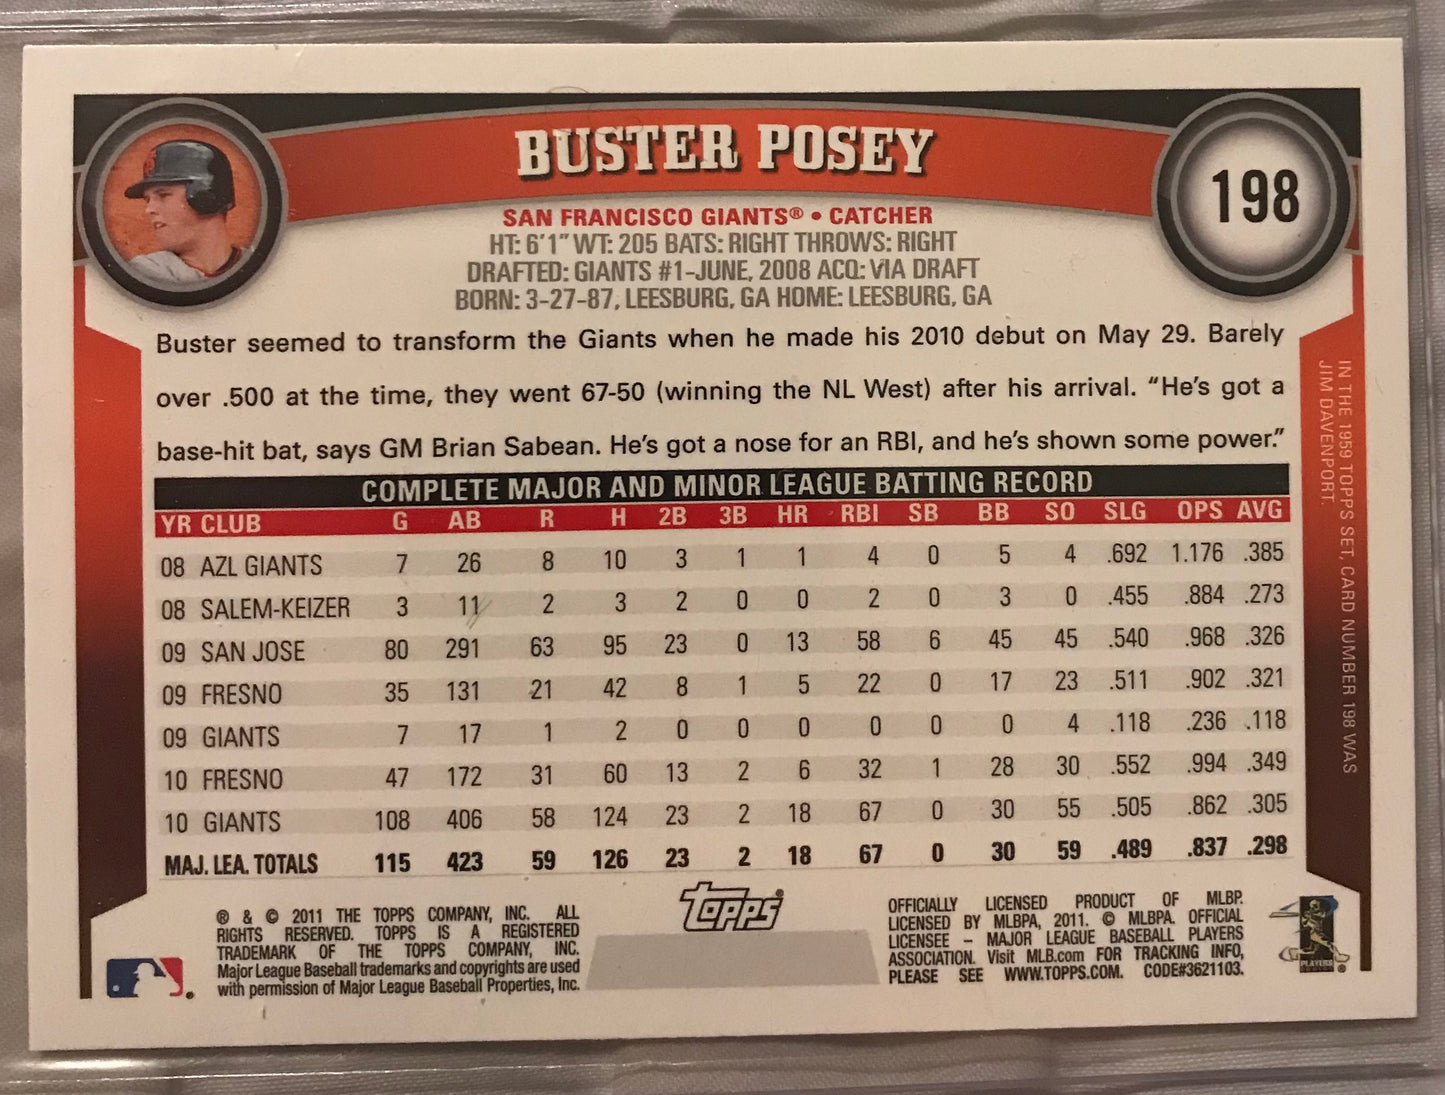 BUSTER POSEY
198
SAN FRANCISCO GIANTS® • CATCHER
HT: 6'1" WT: 205 BATS: RIGHT THROWS: RIGHT
DRAFTED: GIANTS #1-JUNE, 2008 ACQ: VIA DRAFT
BORN: 3-27-87, LEESBURG, GA HOME: LEESBURG, GA
Buster seemed to transform the Giants when he made his 2010 debut on May 29. Barely
over .500 at the time, they went 67-50 (winning the NL West) after his arrival. “He’s got a
base-hit bat, says GM Brian Sabean. He’s got a nose for an RBI, and he’s shown some power.”
COMPLETE MAJOR AND MINOR LEAGUE BATTING RECORD
YR CLUB G AB R H 2B 3B HR RBI SB BB SO SLG OPS AVG
08 AZL GIANTS 7 26 8 10 3 1 1 4 0 5 4 .692 1.176 .385
08 SALEM-KEIZER 3 11 2 3 2 0 0 2 0 3 0 .455 .884 .273
09 SAN JOSE 80 291 63 95 23 0 13 58 6 45 45 .540 .968 .326
09 FRESNO 35 131 21 42 8 1 5 22 0 17 23 .511 .902 .321
09 GIANTS 7 17 1 2 0 0 0 0 0 0 4 .118 .236 .118
10 FRESNO 47 172 31 60 13 2 6 32 1 28 30 .552 .994 .349
10 GIANTS 108 406 58 124 23 2 18 67 0 30 55 .505 .862 .305
MAJ. LEA. TOTALS 115 423 59 126 23 2 18 67 0 30 59 .489 .837 .298
IN THE 1959 TOPPS SET, CARD NUMBER 198 WAS
JIM DAVENPORT.
® & © 2011 THE TOPPS COMPANY, INC. ALL
RIGHTS RESERVED. TOPPS IS A REGISTERED
TRADEMARK OF THE TOPPS COMPANY, INC.
Major League Baseball trademarks and copyrights are used
with permission of Major League Baseball Properties, Inc.
Topps®
OFFICIALLY LICENSED PRODUCT OF MLBP.
LICENSED BY MLBPA, 2011. © MLBPA. OFFICIAL
LICENSEE – MAJOR LEAGUE BASEBALL PLAYERS
ASSOCIATION. Visit MLB.com FOR TRACKING INFO,
PLEASE SEE WWW.TOPPS.COM. CODE#3621103.
PLAYERS